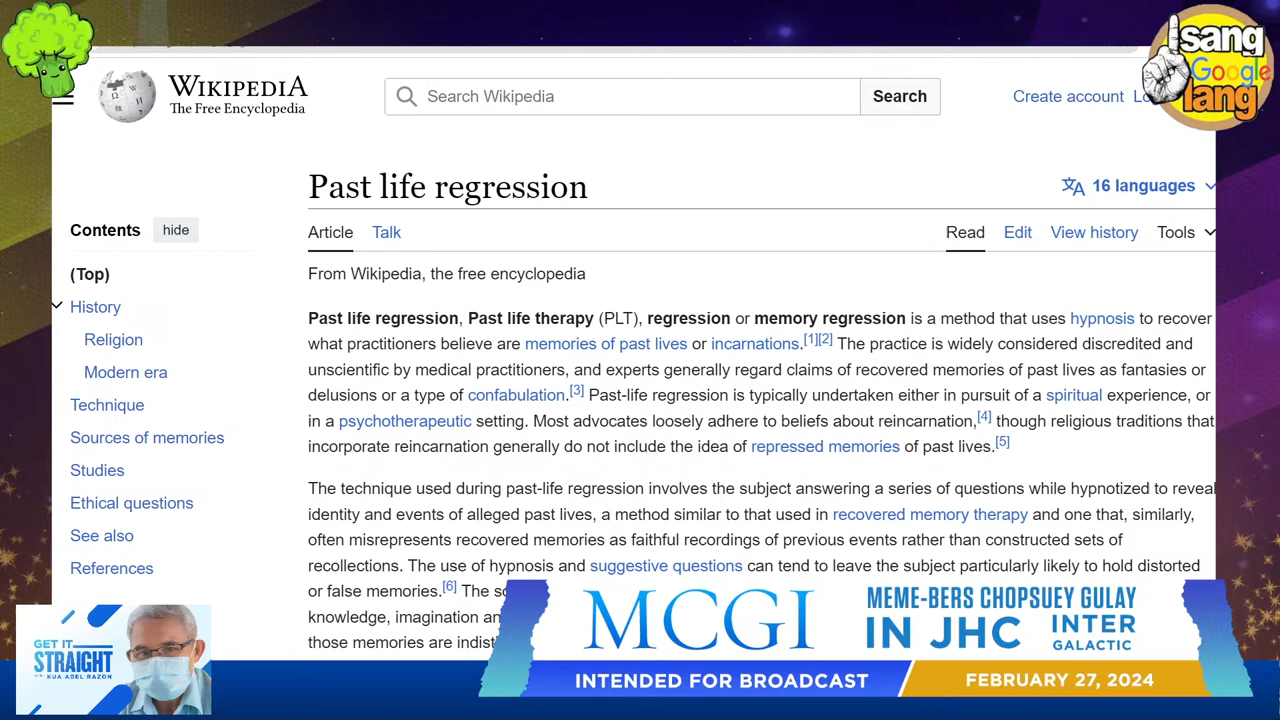 Isang
Google
lang
WIKIPEDIA
The Free Encyclopedia
Search Wikipedia
Search
Create account
Past life regression
16 languages
Contents hide
Article Talk
Read Edit View history Tools
(Top)
From Wikipedia, the free encyclopedia
History
Religion
Modern era
Technique
Sources of memories
Studies
Ethical questions
See also
References
Past life regression, Past life therapy (PLT), regression or memory regression is a method that uses hypnosis to recover
what practitioners believe are memories of past lives or incarnations.[1][2] The practice is widely considered discredited and
unscientific by medical practitioners, and experts generally regard claims of recovered memories of past lives as fantasies or
delusions or a type of confabulation.[3] Past-life regression is typically undertaken either in pursuit of a spiritual experience, or
in a psychotherapeutic setting. Most advocates loosely adhere to beliefs about reincarnation,[4] though religious traditions that
incorporate reincarnation generally do not include the idea of repressed memories of past lives.[5]
The technique used during past-life regression involves the subject answering a series of questions while hypnotized to reveal
identity and events of alleged past lives, a method similar to that used in recovered memory therapy and one that, similarly,
often misrepresents recovered memories as faithful recordings of previous events rather than constructed sets of
recollections. The use of hypnosis and suggestive questions can tend to leave the subject particularly likely to hold distorted
or false memories.[6] The
knowledge, imagination
those memories are
GET IT
STRAIGHT
KUA ADEL RAZON
MCGI
MEME-BERS CHOPSUEY GULAY
IN JHC INTER
GALACTIC
INTENDED FOR BROADCAST
FEBRUARY 27, 2024